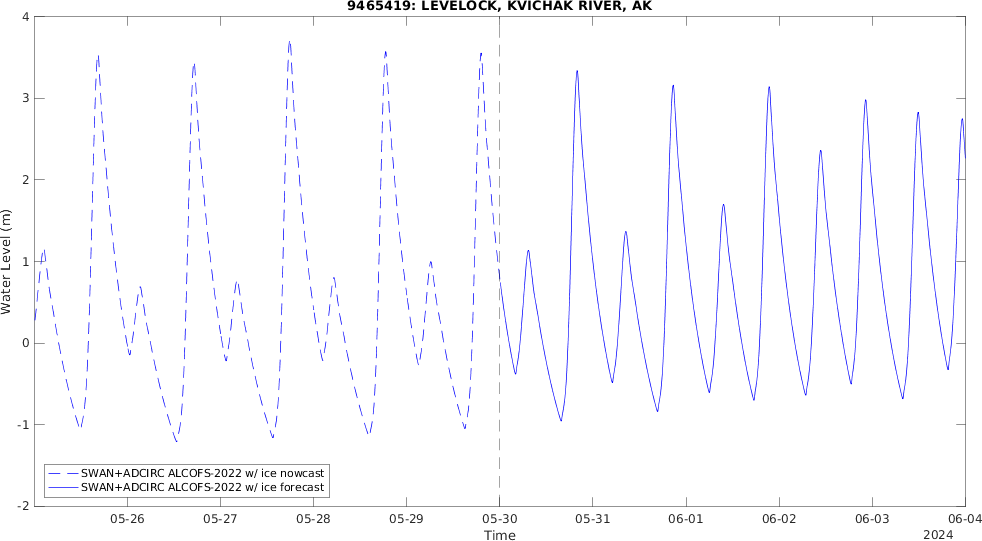 9465419: LEVELOCK, KVICHAK RIVER, AK
4
3
2
1
0
-1
-2
Water Level (m)
SWAN+ADCIRC ALCOFS-2022 w/ ice nowcast
SWAN+ADCIRC ALCOFS-2022 w/ ice forecast
05-26 05-27 05-28 05-29 05-30 05-31 06-01 06-02 06-03 06-04
Time
2024